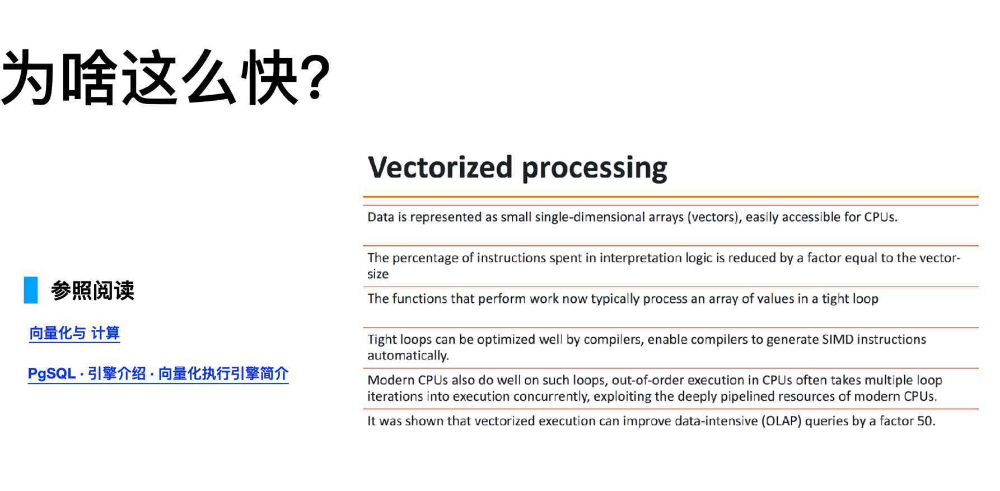 为啥这么快?
Vectorized processing
Data is represented as small single-dimensional arrays (vectors), easily accessible for CPUs.
The percentage of instructions spent in interpretation logic is reduced by a factor equal to the vector-
size
The functions that perform work now typically process an array of values in a tight loop
Tight loops can be optimized well by compilers, enable compilers to generate SIMD instructions
automatically.
Modern CPUs also do well on such loops, out-of-order execution in CPUs often takes multiple loop
iterations into execution concurrently, exploiting the deeply pipelined resources of modern CPUs.
It was shown that vectorized execution can improve data-intensive (OLAP) queries by a factor 50.
参照阅读
向量化与 计算
PgSQL · 引擎介绍 · 向量化执行引擎简介